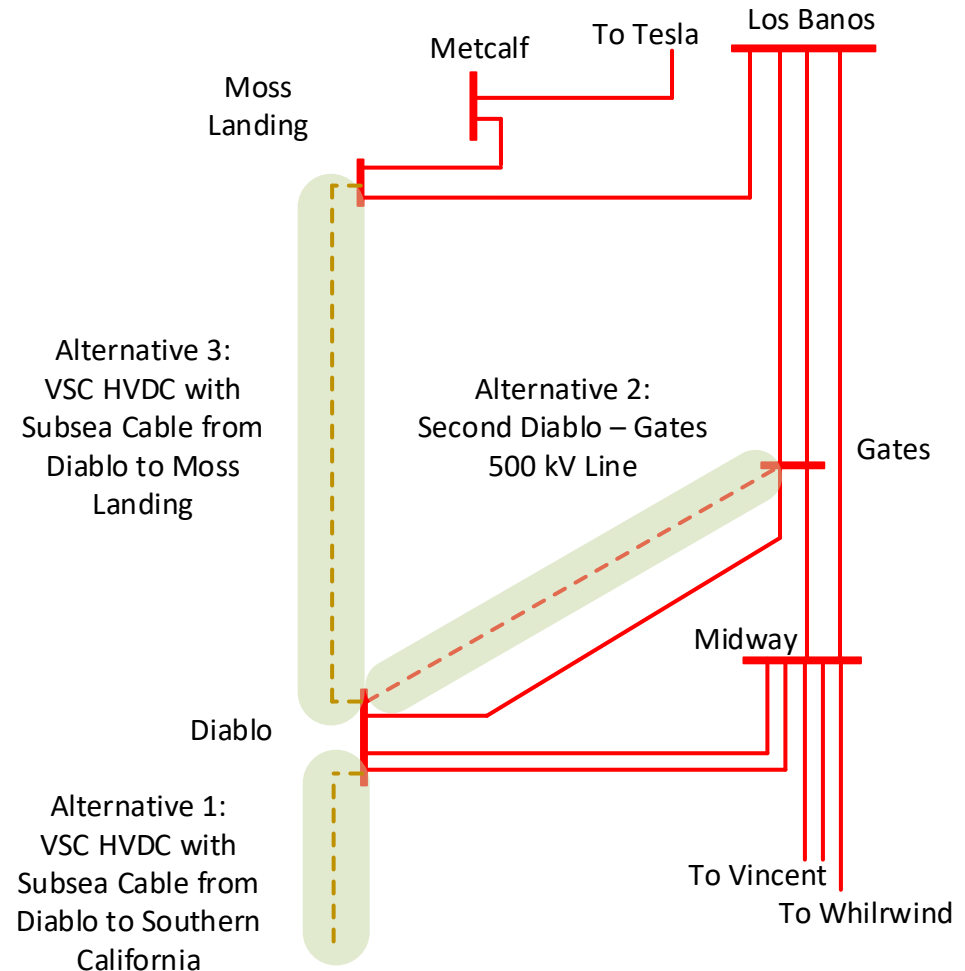 Los Banos
Metcalf
To Tesla
Moss
Landing
Alternative 3:
VSC HVDC with
Subsea Cable from
Diablo to Moss
Landing
Alternative 2:
Second Diablo – Gates
500 kV Line
Gates
Midway
Diablo
Alternative 1:
VSC HVDC with
Subsea Cable from
Diablo to Southern
California
To Vincent
To Whilrwind